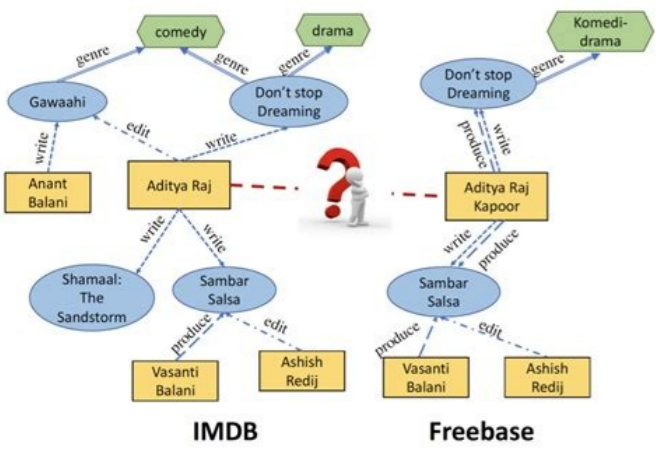 comedy
drama
Komedi-
drama
genre
genre
genre
genre
Gawaahi
Don't stop
Dreaming
Don't stop
Dreaming
write
edit
write
produce
write
Anant
Balani
Aditya Raj
?
Aditya Raj
Kapoor
write
write
write
produce
Shamaal:
The
Sandstorm
Sambar
Salsa
Sambar
Salsa
produce
edit
produce
edit
Vasanti
Balani
Ashish
Redij
Vasanti
Balani
Ashish
Redij
IMDB
Freebase